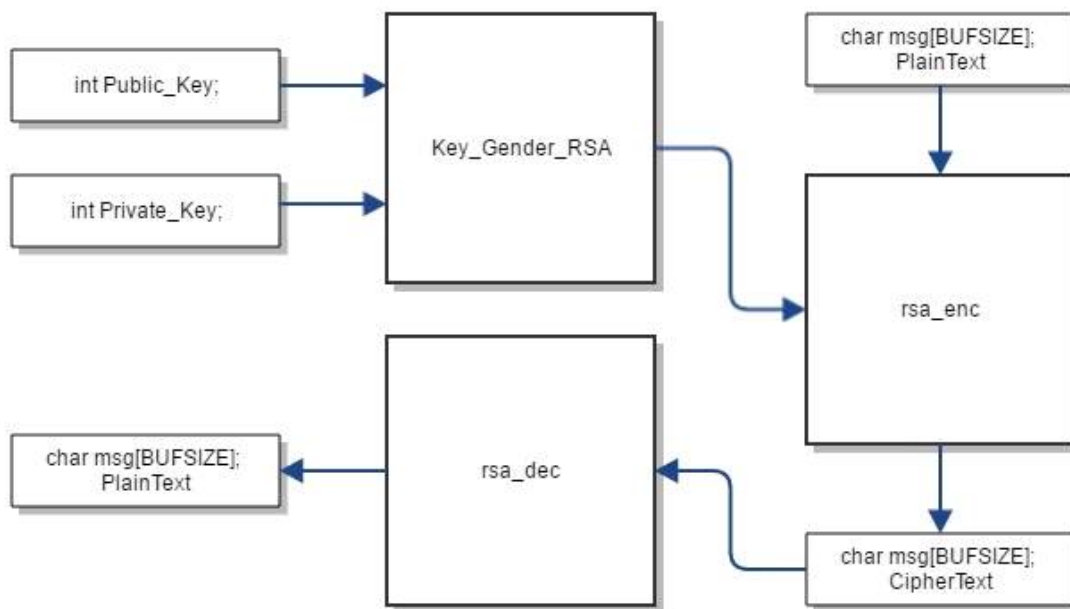 int Public_Key;
int Private_Key;
Key_Gender_RSA
char msg[BUFSIZE];
PlainText
rsa_enc
char msg[BUFSIZE];
CipherText
rsa_dec
char msg[BUFSIZE];
PlainText